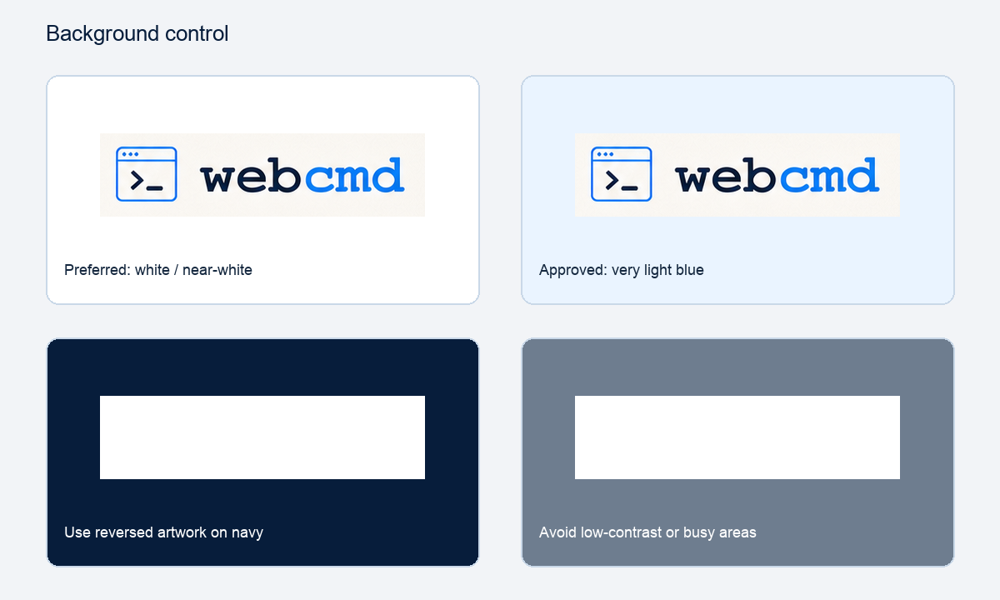 Background control
>_ webcmd
>_ webcmd
Preferred: white / near-white
Approved: very light blue
Use reversed artwork on navy
Avoid low-contrast or busy areas